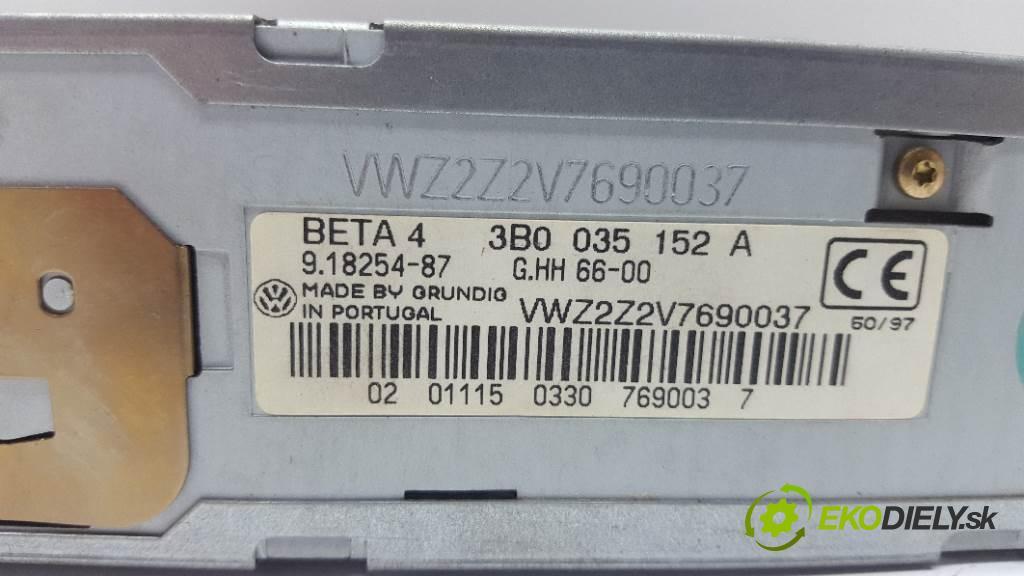 VWZ2Z2V7690037
BETA 4 3B0 035 152 A
9.18254-87 G.HH 66-00
MADE BY GRUNDIG
IN PORTUGAL VWZ2Z2V7690037
CE
50/97
02 01115 0330 769003 7
EKODIELY.sk